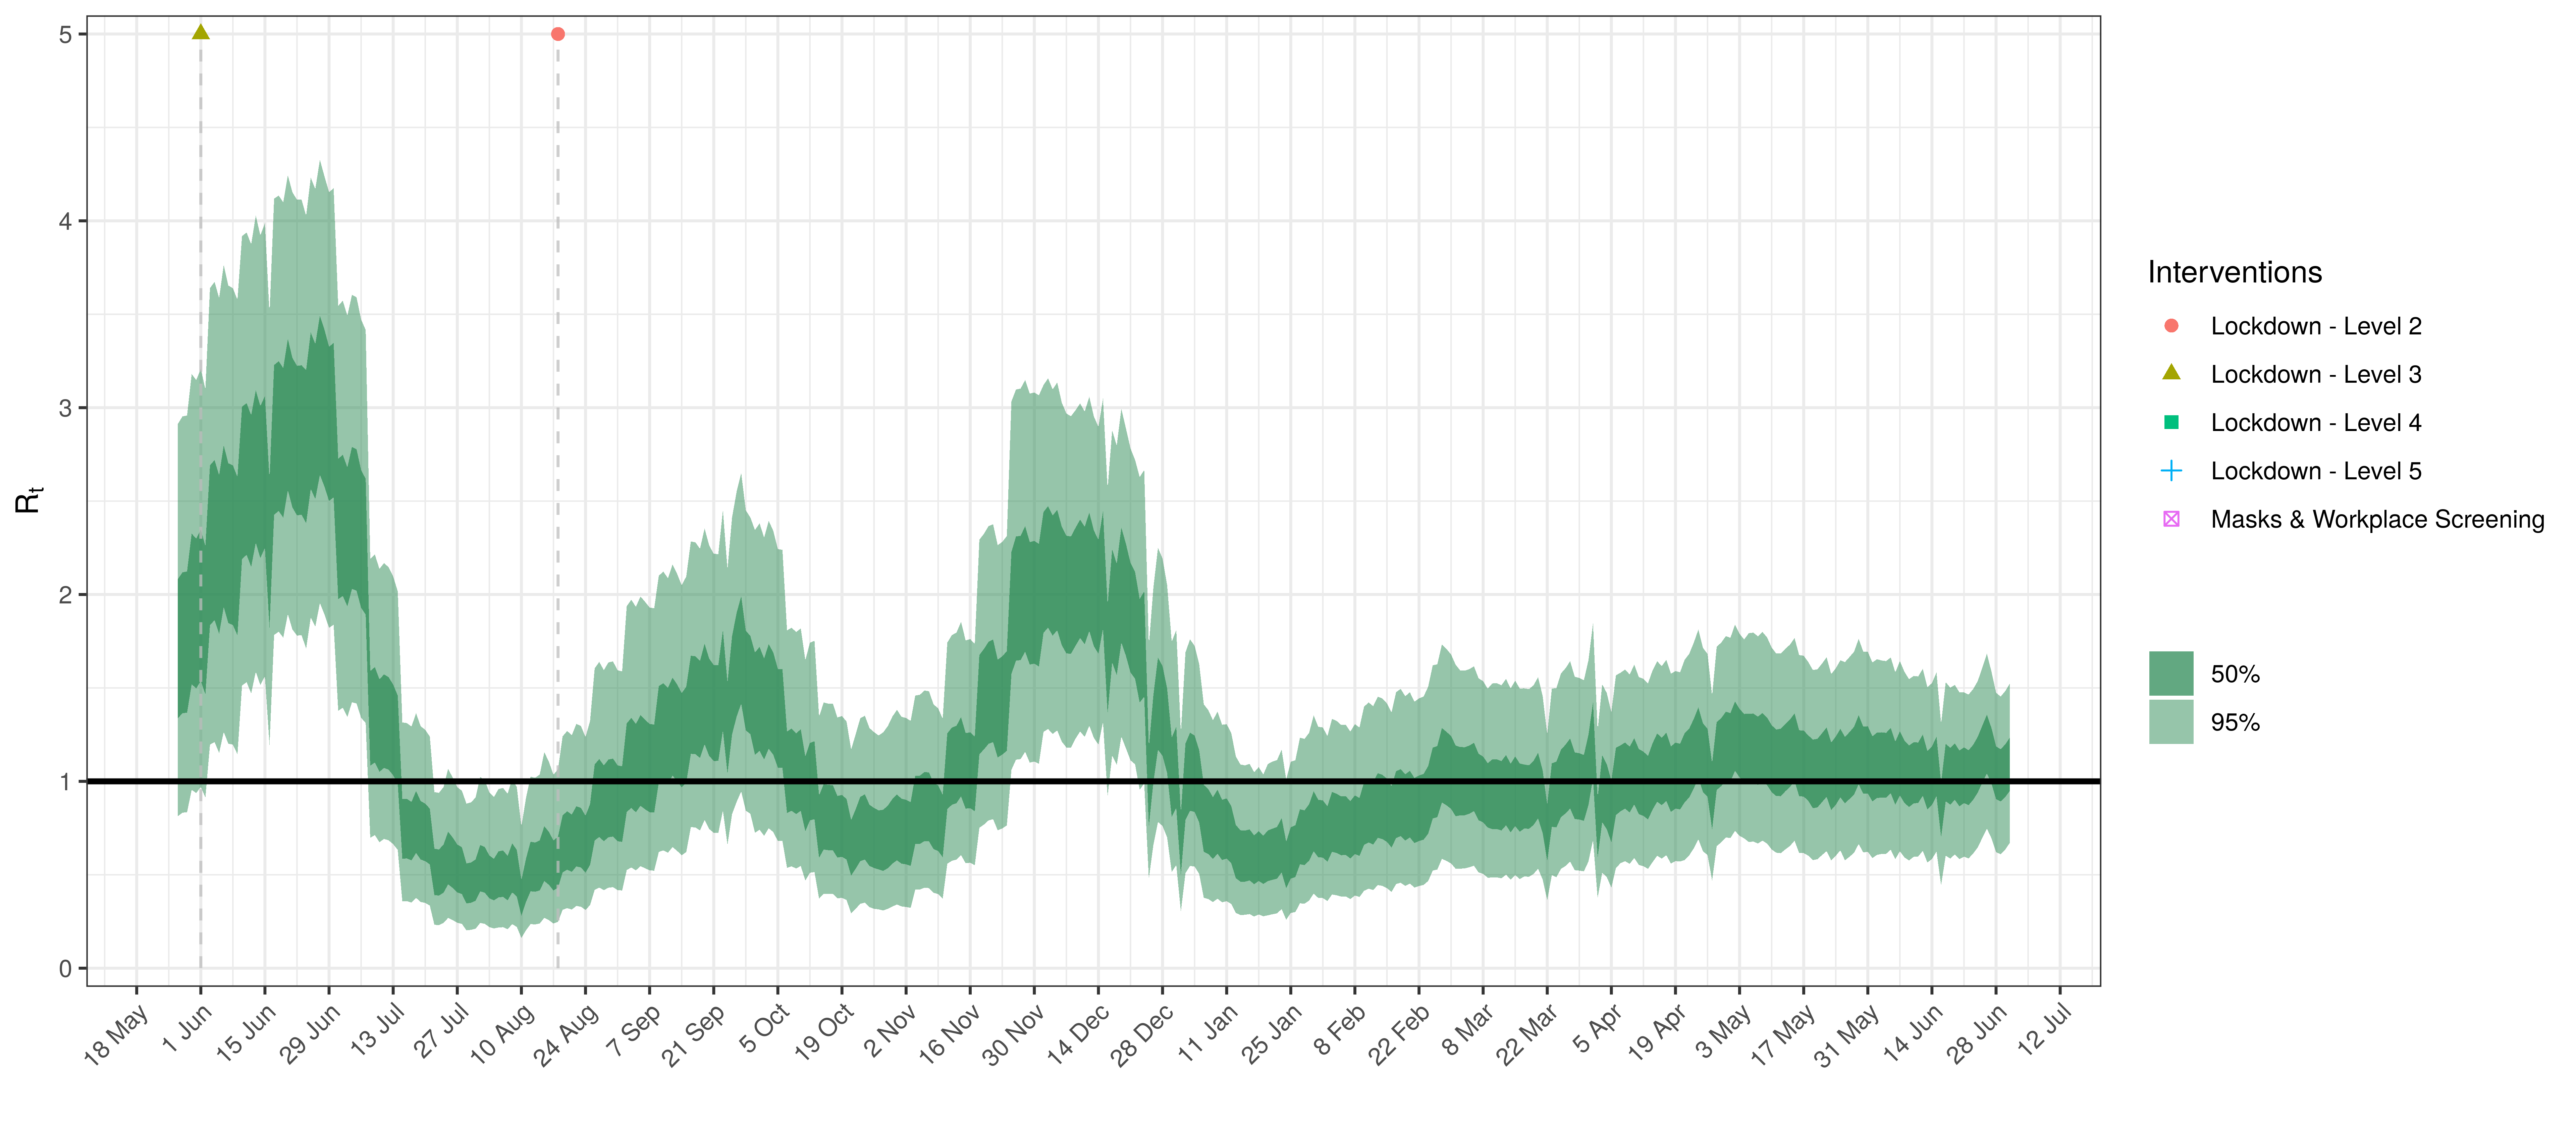 5
4
3
2
1
0
Rt
18 May
1 Jun
15 Jun
29 Jun
13 Jul
27 Jul
10 Aug
24 Aug
7 Sep
21 Sep
5 Oct
19 Oct
2 Nov
16 Nov
30 Nov
14 Dec
28 Dec
11 Jan
25 Jan
8 Feb
22 Feb
8 Mar
22 Mar
5 Apr
19 Apr
3 May
17 May
31 May
14 Jun
28 Jun
12 Jul
Interventions
Lockdown - Level 2
Lockdown - Level 3
Lockdown - Level 4
Lockdown - Level 5
Masks & Workplace Screening
50%
95%